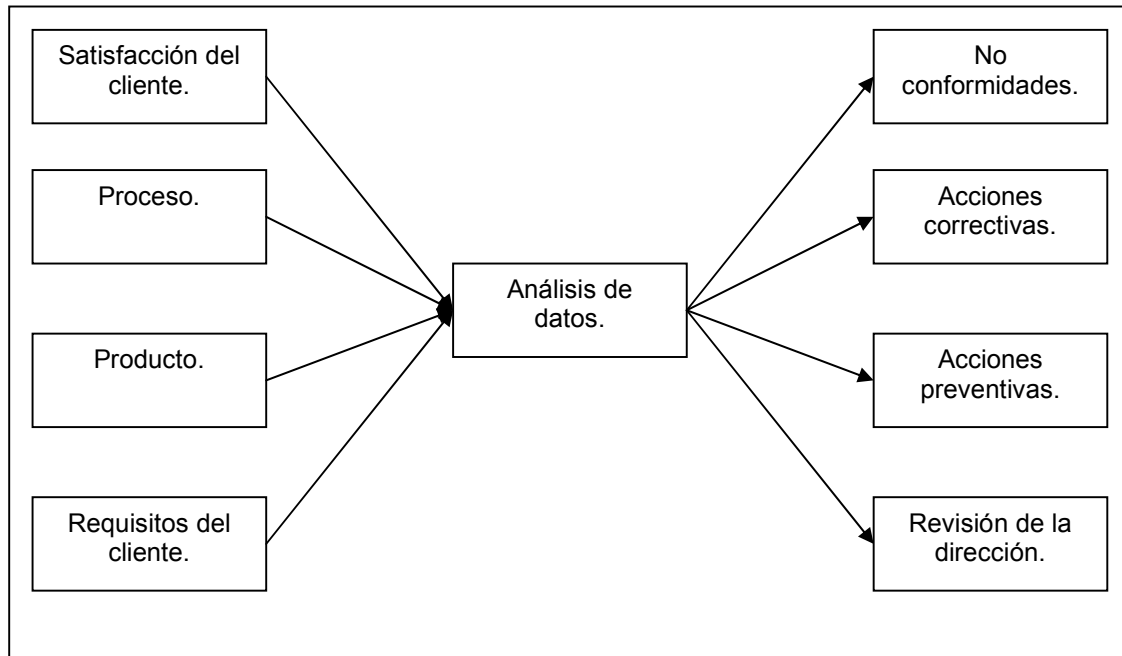 Satisfacción del
cliente.
Proceso.
Producto.
Requisitos del
cliente.
Análisis de
datos.
No
conformidades.
Acciones
correctivas.
Acciones
preventivas.
Revisión de la
dirección.